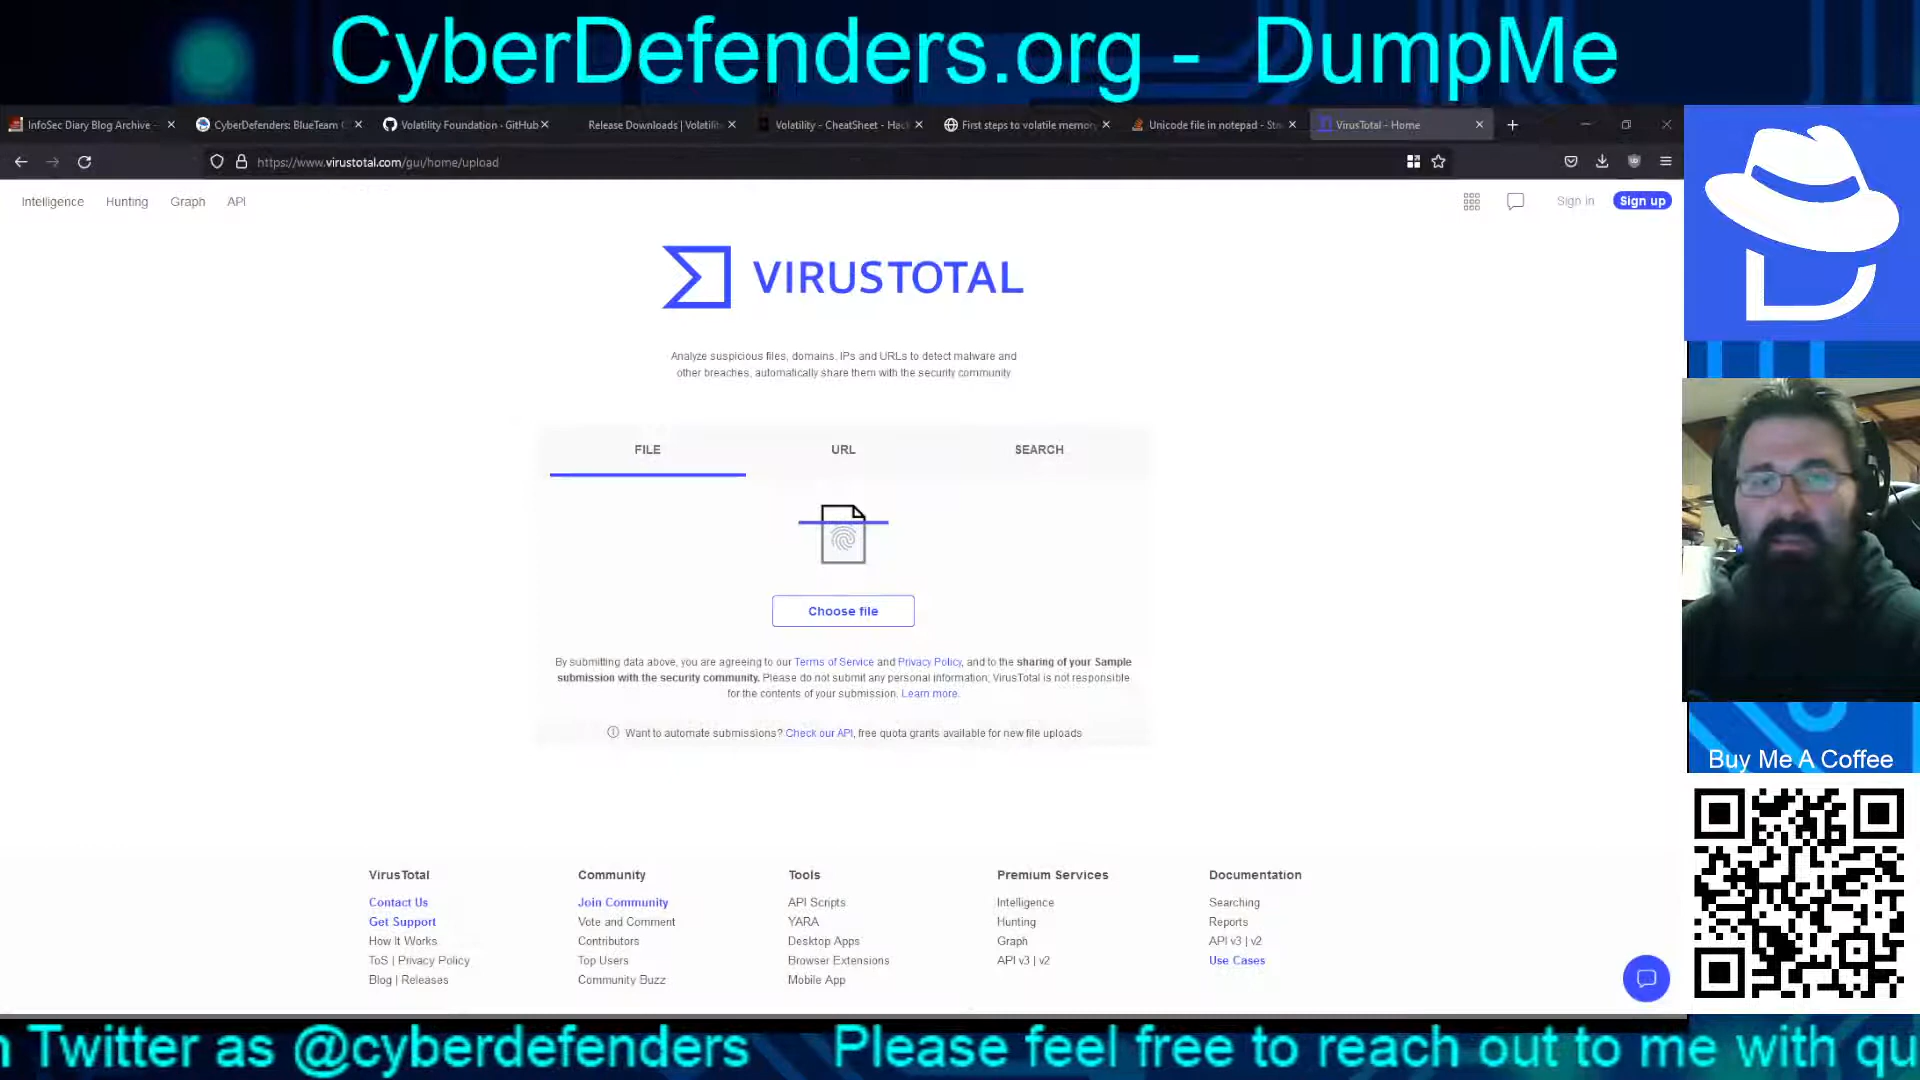 CyberDefenders.org - DumpMe
InfoSec Diary Blog Archive -
CyberDefenders: BlueTeam C
Volatility Foundation · GitHub
Release Downloads | Volatilit
Volatility - CheatSheet - Hack
First steps to volatile memory
Unicode file in notepad - Sta
VirusTotal - Home
https://www.virustotal.com/gui/home/upload
Intelligence Hunting Graph API
Sign in Sign up
VIRUSTOTAL
Analyze suspicious files, domains, IPs and URLs to detect malware and
other breaches, automatically share them with the security community
FILE URL SEARCH
Choose file
By submitting data above, you are agreeing to our Terms of Service and Privacy Policy, and to the sharing of your Sample
submission with the security community. Please do not submit any personal information; VirusTotal is not responsible
for the contents of your submission. Learn more.
Want to automate submissions? Check our API, free quota grants available for new file uploads
Buy Me A Coffee
VirusTotal
Contact Us
Get Support
How It Works
ToS | Privacy Policy
Blog | Releases
Community
Join Community
Vote and Comment
Contributors
Top Users
Community Buzz
Tools
API Scripts
YARA
Desktop Apps
Browser Extensions
Mobile App
Premium Services
Intelligence
Hunting
Graph
API v3 | v2
Documentation
Searching
Reports
API v3 | v2
Use Cases
n Twitter as @cyberdefenders Please feel free to reach out to me with qu